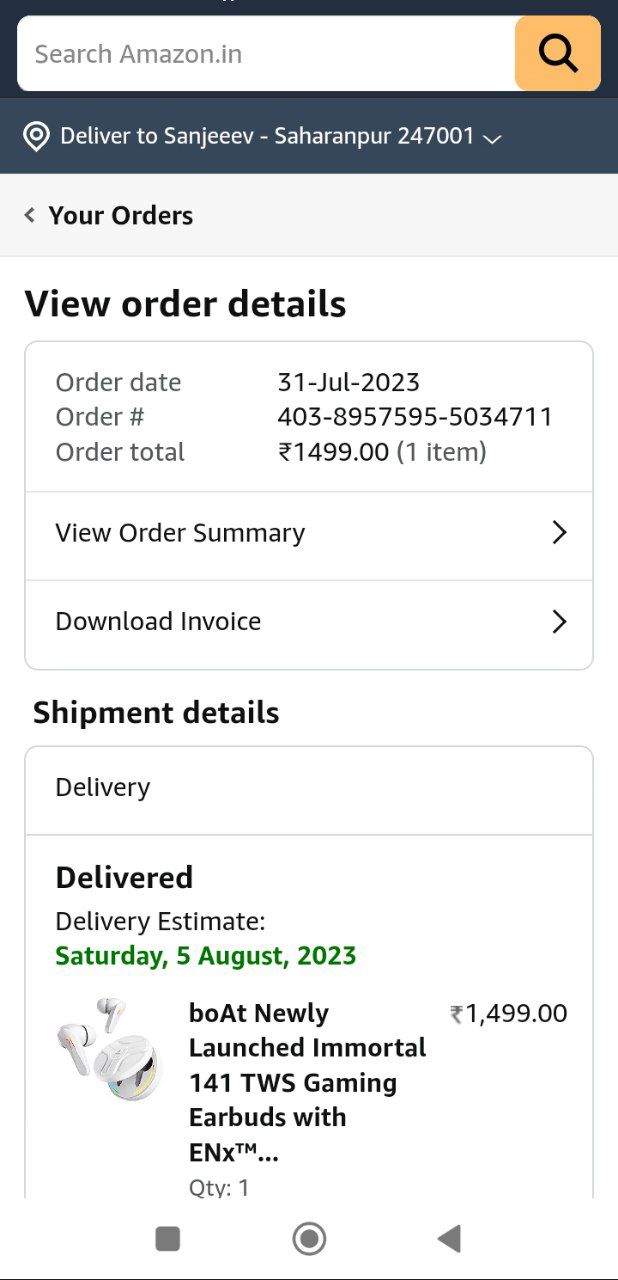 Search Amazon.in
Deliver to Sanjeeev - Saharanpur 247001
Your Orders
View order details
Order date 31-Jul-2023
Order # 403-8957595-5034711
Order total ₹1499.00 (1 item)
View Order Summary
Download Invoice
Shipment details
Delivery
Delivered
Delivery Estimate:
Saturday, 5 August, 2023
boAt Newly ₹1,499.00
Launched Immortal
141 TWS Gaming
Earbuds with
ENx™...
Qty: 1